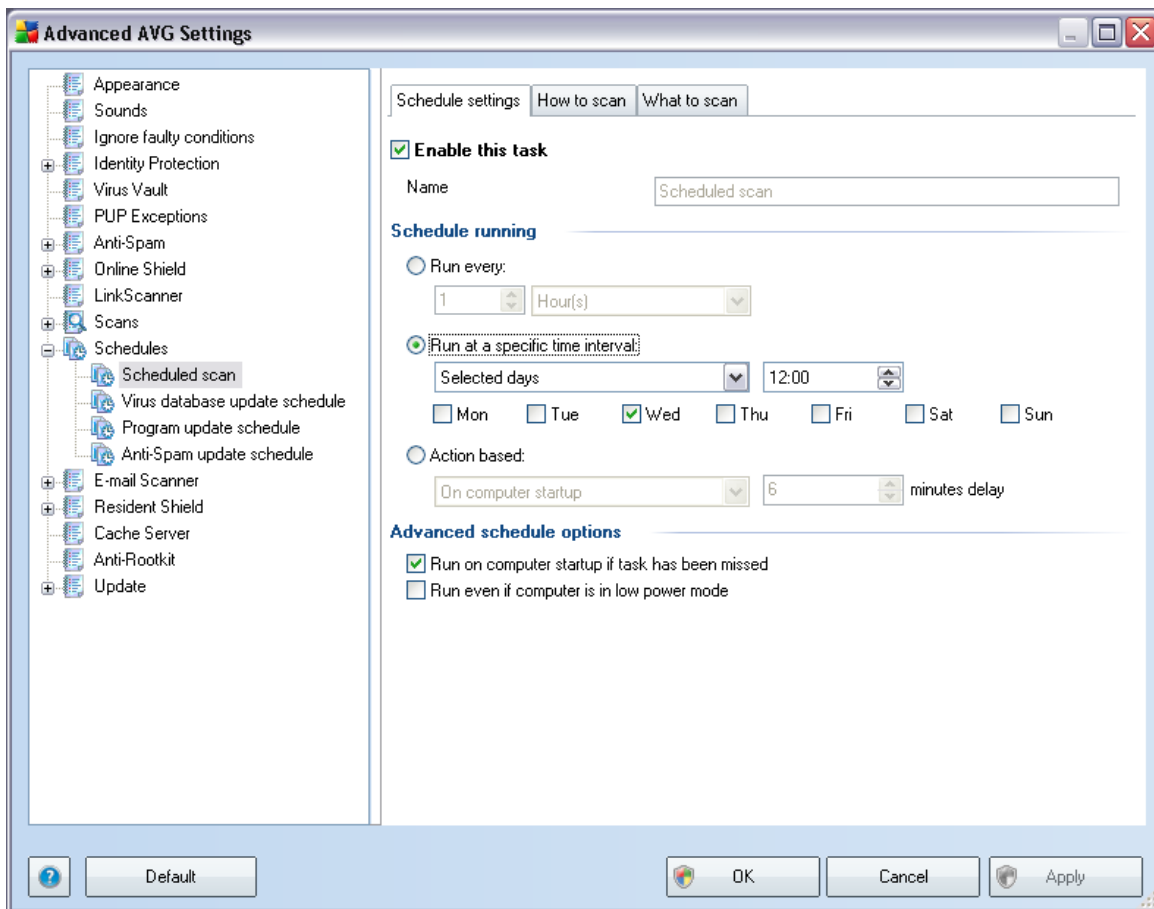 Advanced AVG Settings
Appearance
Sounds
Ignore faulty conditions
Identity Protection
Virus Vault
PUP Exceptions
Anti-Spam
Online Shield
LinkScanner
Scans
Schedules
Scheduled scan
Virus database update schedule
Program update schedule
Anti-Spam update schedule
E-mail Scanner
Resident Shield
Cache Server
Anti-Rootkit
Update
Schedule settings How to scan What to scan
Enable this task
Name Scheduled scan
Schedule running
Run every:
1 Hour(s)
Run at a specific time interval:
Selected days 12:00
Mon Tue Wed Thu Fri Sat Sun
Action based:
On computer startup 6 minutes delay
Advanced schedule options
Run on computer startup if task has been missed
Run even if computer is in low power mode
? Default OK Cancel Apply